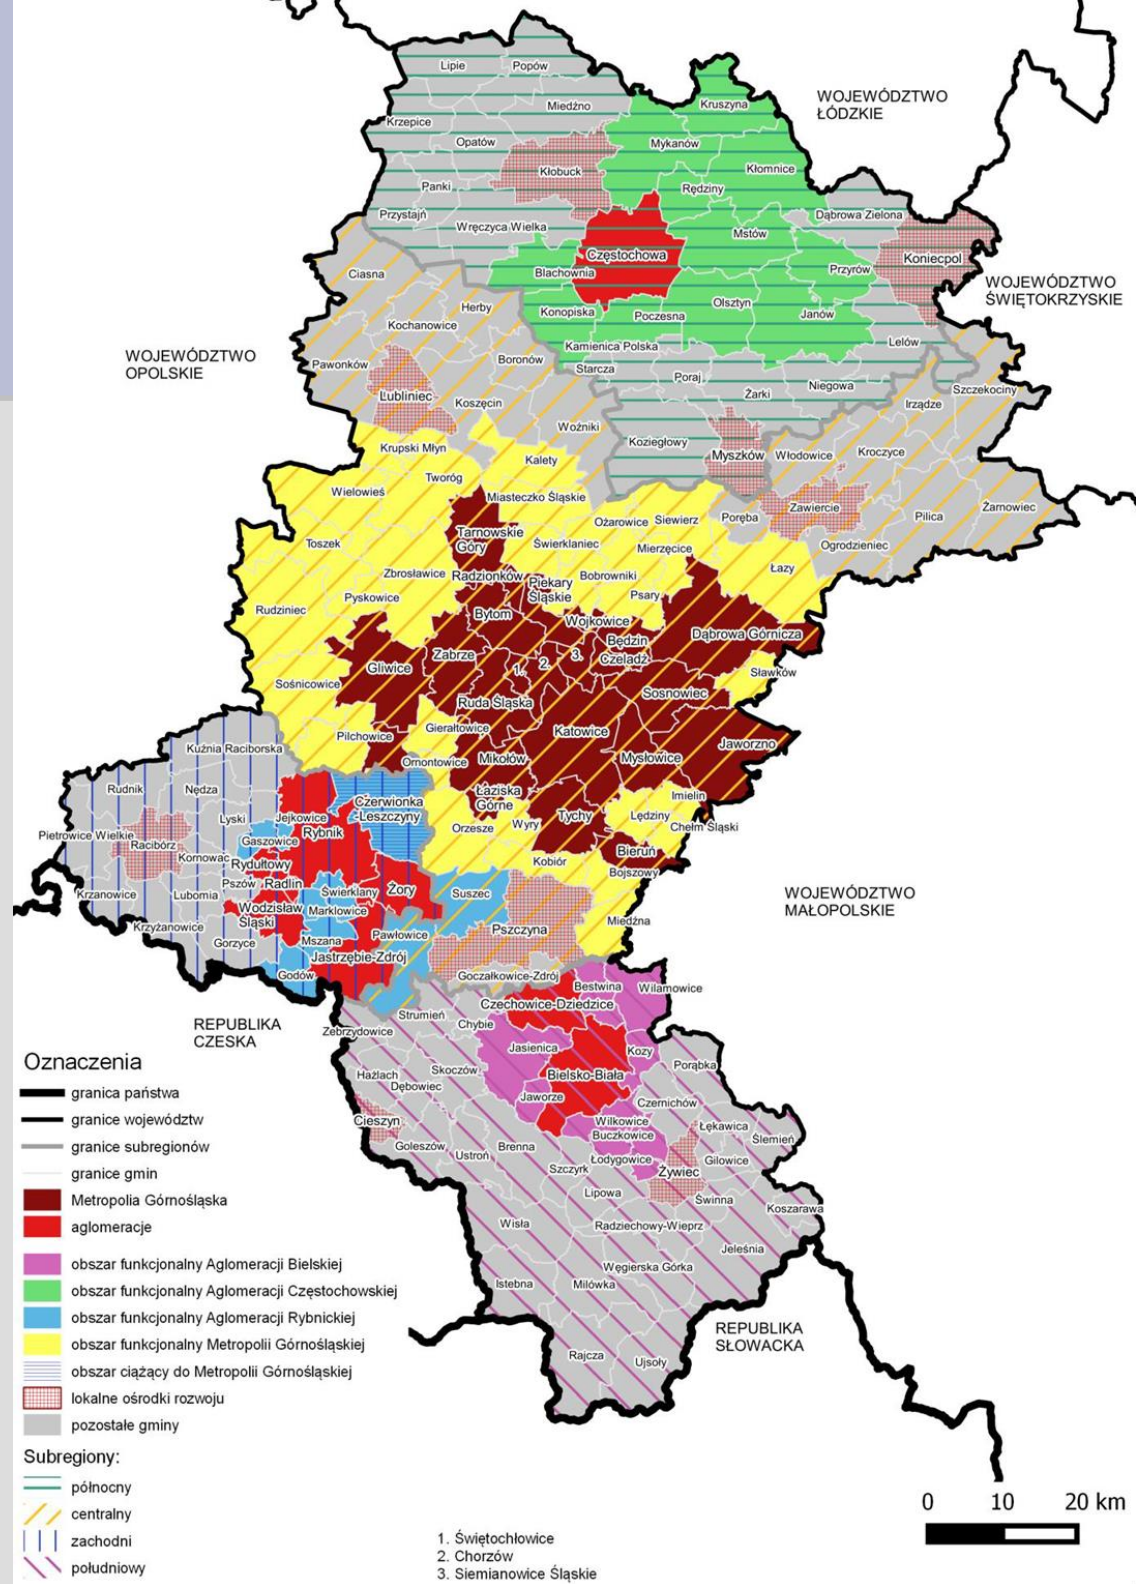 Lipie
Popów
WOJEWÓDZTWO
ŁÓDZKIE
Kruszyna
Miedźno
Krzepice
Opatów
Mykanów
Kłomnice
Kłobuck
Panki
Rędziny
Przystajń
Dąbrowa Zielona
Wręczyca Wielka
Mstów
Częstochowa
Koniecpol
Blachownia
Przyrów
Ciasna
WOJEWÓDZTWO
ŚWIĘTOKRZYSKIE
Herby
Olsztyn
Konopiska
Poczesna
Janów
Kochanowice
Lelów
Kamienica Polska
WOJEWÓDZTWO
OPOLSKIE
Boronów
Pawonków
Starcza
Poraj
Niegowa
Szczekociny
Żarki
Lubliniec
Koszęcin
Irządze
Woźniki
Koziegłowy
Krupski Młyn
Myszków
Włodowice
Kroczyce
Kalety
Tworóg
Wielowieś
Miasteczko Śląskie
Zawiercie
Żarnowiec
Poręba
Pilica
Ożarowice
Siewierz
Tarnowskie
Góry
Toszek
Świerklaniec
Mierzęcice
Ogrodzieniec
Łazy
Zbrosławice
Radzionków
Piekary
Śląskie
Bobrowniki
Psary
Pyskowice
Rudziniec
Bytom
Wojkowice
Dąbrowa Górnicza
Będzin
Zabrze
Czeladź
1.
2.
3.
Gliwice
Sławków
Sośnicowice
Sosnowiec
Ruda Śląska
Gierałtowice
Katowice
Pilchowice
Jaworzno
Kuźnia Raciborska
Mikołów
Mysłowice
Ornontowice
Rudnik
Nędza
Łaziska
Górne
Imielin
Czerwionka
Leszczyny
Lyski
Jejkowice
Tychy
Lędziny
Chełm Śląski
Pietrowice Wielkie
Rybnik
Orzesze
Wyry
Racibórz
Gaszowice
Kornowac
Rydułtowy
Bieruń
Kobiór
Bojszowy
Pszów
Radlin
Krzanowice
Lubomia
Świerklany
Żory
Suszec
WOJEWÓDZTWO
MAŁOPOLSKIE
Wodzisław
Śląski
Marklowice
Miedźna
Krzyżanowice
Pszczyna
Gorzyce
Mszana
Pawłowice
Jastrzębie-Zdrój
Godów
Goczałkowice-Zdrój
Bestwina
Wilamowice
Czechowice-Dziedzice
Strumień
REPUBLIKA
CZESKA
Zebrzydowice
Chybie
Jasienica
Kozy
Porąbka
Hażlach
Skoczów
Bielsko-Biała
Dębowiec
Jaworze
Czernichów
Cieszyn
Wilkowice
Łękawica
Buczkowice
Ślemień
Goleszów
Brenna
Ustroń
Łodygowice
Gilowice
Szczyrk
Żywiec
Lipowa
Świnna
Koszarawa
Wisła
Radziechowy-Wieprz
Jeleśnia
Węgierska Górka
Istebna
Milówka
REPUBLIKA
SŁOWACKA
Rajcza
Ujsoły
Oznaczenia
granica państwa
granice województw
granice subregionów
granice gmin
Metropolia Górnośląska
aglomeracje
obszar funkcjonalny Aglomeracji Bielskiej
obszar funkcjonalny Aglomeracji Częstochowskiej
obszar funkcjonalny Aglomeracji Rybnickiej
obszar funkcjonalny Metropolii Górnośląskiej
obszar ciążący do Metropolii Górnośląskiej
lokalne ośrodki rozwoju
pozostałe gminy
Subregiony:
północny
centralny
zachodni
południowy
0 10 20 km
1. Świętochłowice
2. Chorzów
3. Siemianowice Śląskie